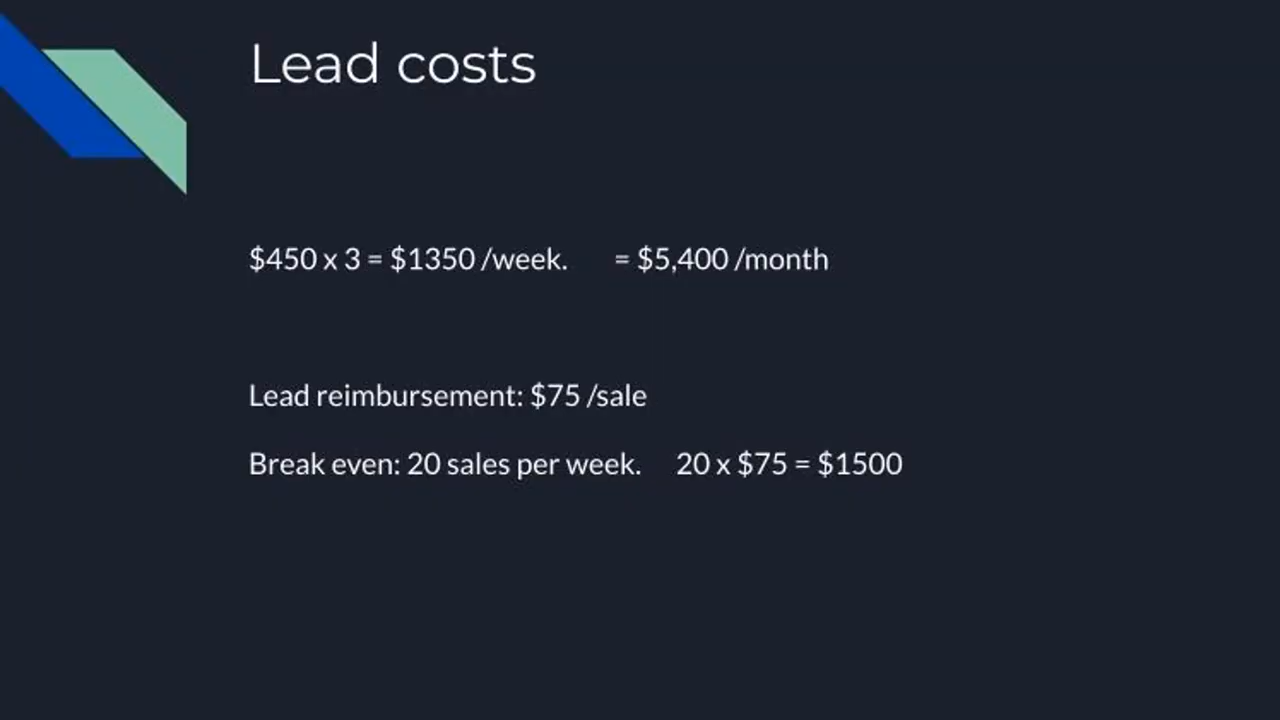 Lead costs
$450 x 3 = $1350 /week. = $5,400 /month
Lead reimbursement: $75 /sale
Break even: 20 sales per week. 20 x $75 = $1500